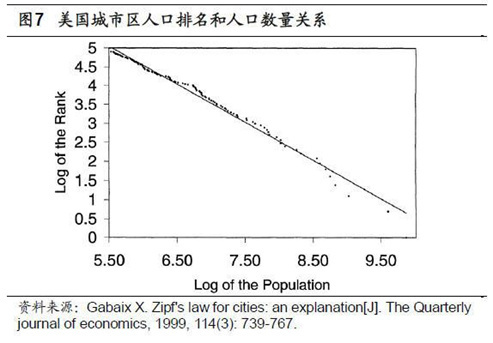 图7 美国城市区人口排名和人口数量关系
Log of the Rank
5
4.5
4
3.5
3
2.5
2
1.5
1
0.5
0
5.50 6.50 7.50 8.50 9.50
Log of the Population
资料来源：Gabaix X. Zipf's law for cities: an explanation[J]. The Quarterly
journal of economics, 1999, 114(3): 739-767.